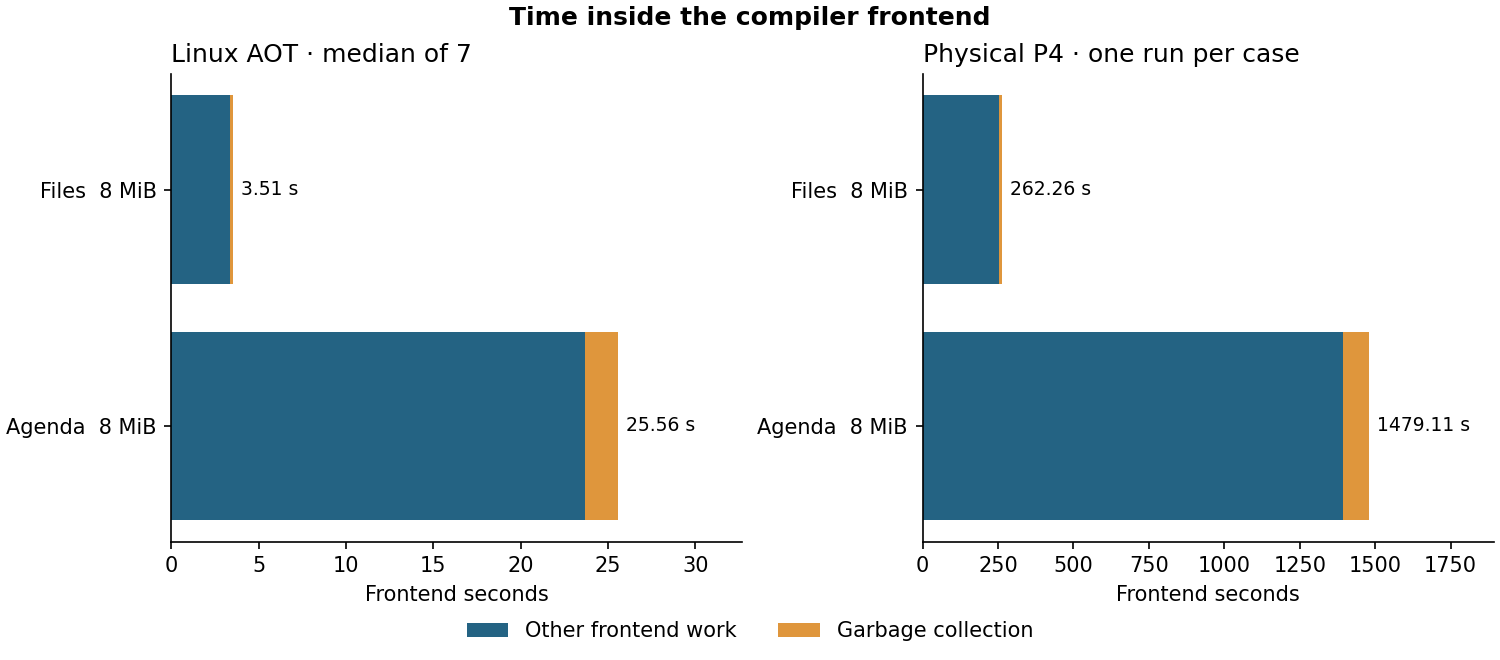 Time inside the compiler frontend
Linux AOT · median of 7
Files  8 MiB
3.51 s
Agenda  8 MiB
25.56 s
0 5 10 15 20 25 30
Frontend seconds
Physical P4 · one run per case
Files  8 MiB
262.26 s
Agenda  8 MiB
1479.11 s
0 250 500 750 1000 1250 1500 1750
Frontend seconds
Other frontend work
Garbage collection